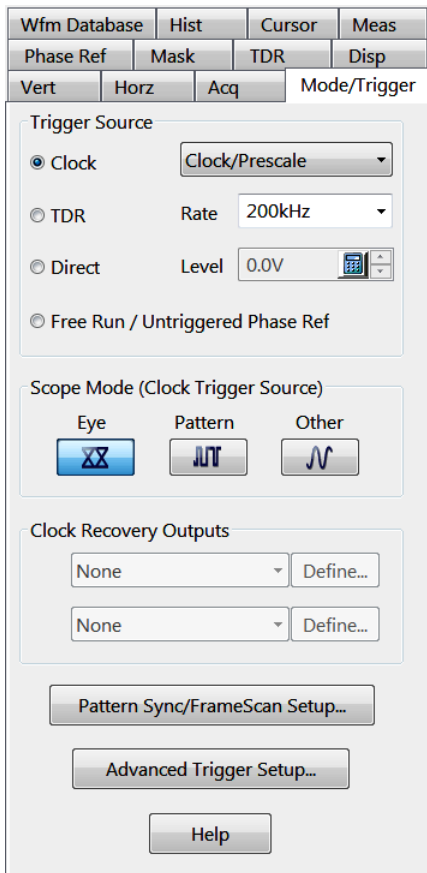 Wfm Database Hist Cursor Meas
Phase Ref Mask TDR Disp
Vert Horz Acq Mode/Trigger
Trigger Source
Clock Clock/Prescale
TDR Rate 200kHz
Direct Level 0.0V
Free Run / Untriggered Phase Ref
Scope Mode (Clock Trigger Source)
Eye Pattern Other
Clock Recovery Outputs
None Define...
None Define...
Pattern Sync/FrameScan Setup...
Advanced Trigger Setup...
Help